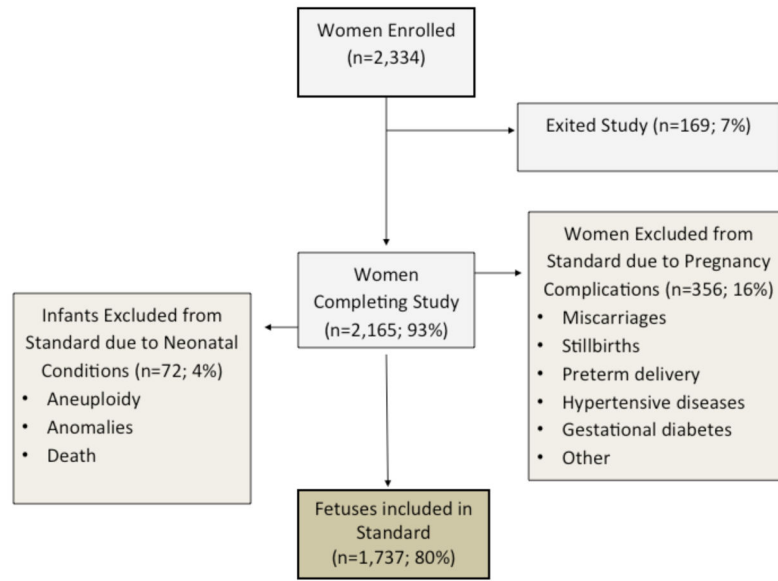 Women Enrolled
(n=2,334)
Exited Study (n=169; 7%)
Women
Completing Study
(n=2,165; 93%)
Women Excluded from
Standard due to Pregnancy
Complications (n=356; 16%)
• Miscarriages
• Stillbirths
• Preterm delivery
• Hypertensive diseases
• Gestational diabetes
• Other
Infants Excluded from
Standard due to Neonatal
Conditions (n=72; 4%)
• Aneuploidy
• Anomalies
• Death
Fetuses included in
Standard
(n=1,737; 80%)